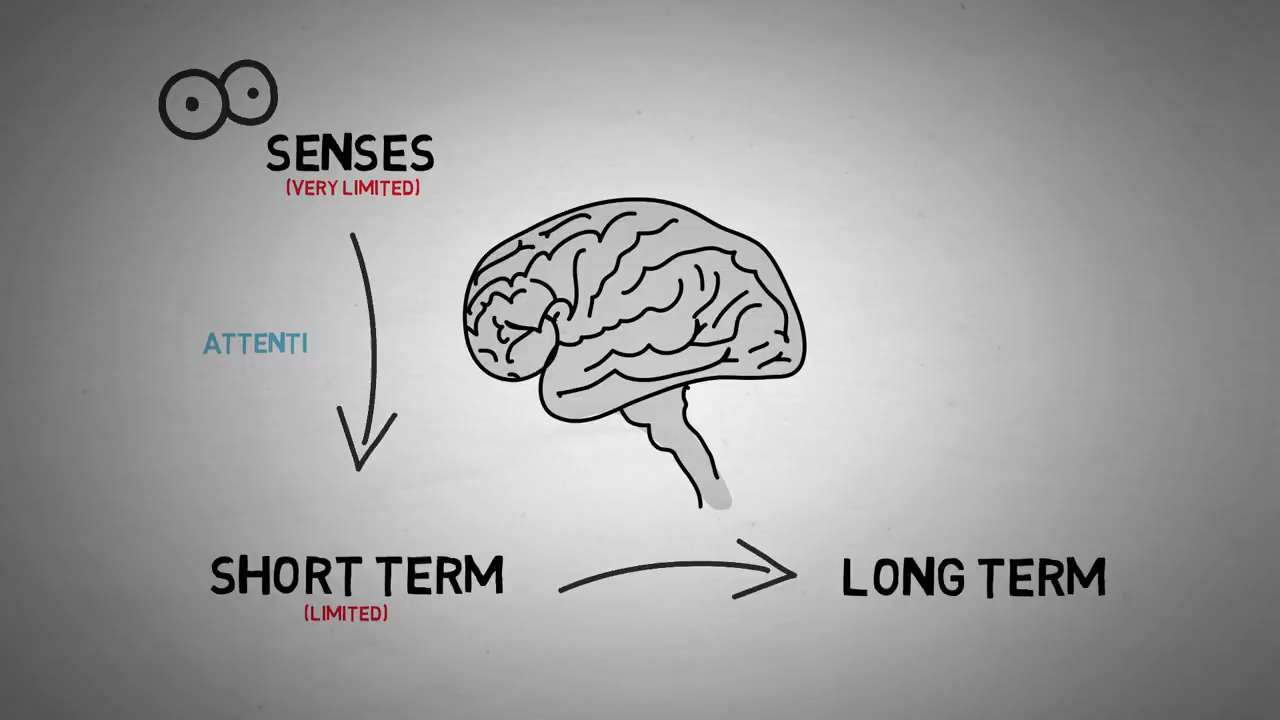 SENSES
(VERY LIMITED)
ATTENTI
SHORT TERM
(LIMITED)
LONG TERM